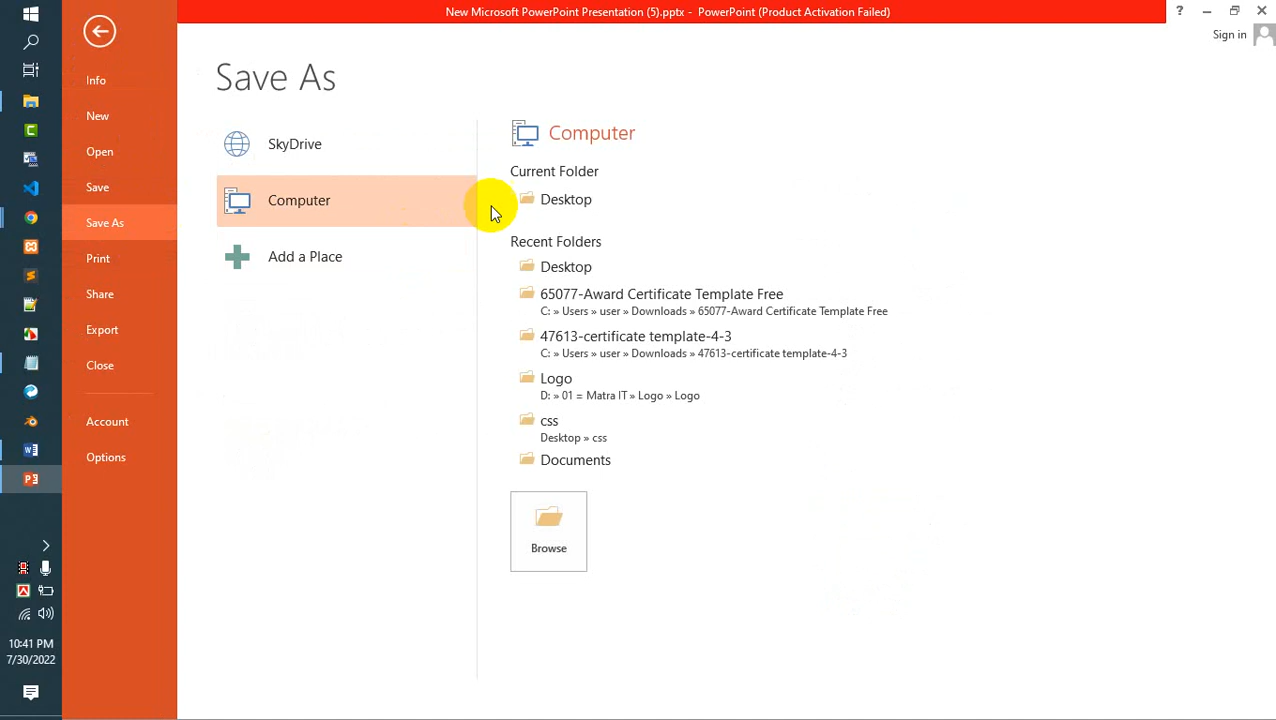 New Microsoft PowerPoint Presentation (5).pptx - PowerPoint (Product Activation Failed)
?
Sign in
Info
New
Open
Save
Save As
Print
Share
Export
Close
Account
Options
Save As
SkyDrive
Computer
Add a Place
Computer
Current Folder
Desktop
Recent Folders
Desktop
65077-Award Certificate Template Free
C: » Users » user » Downloads » 65077-Award Certificate Template Free
47613-certificate template-4-3
C: » Users » user » Downloads » 47613-certificate template-4-3
Logo
D: » 01 = Matra IT » Logo » Logo
css
Desktop » css
Documents
Browse
10:41 PM
7/30/2022